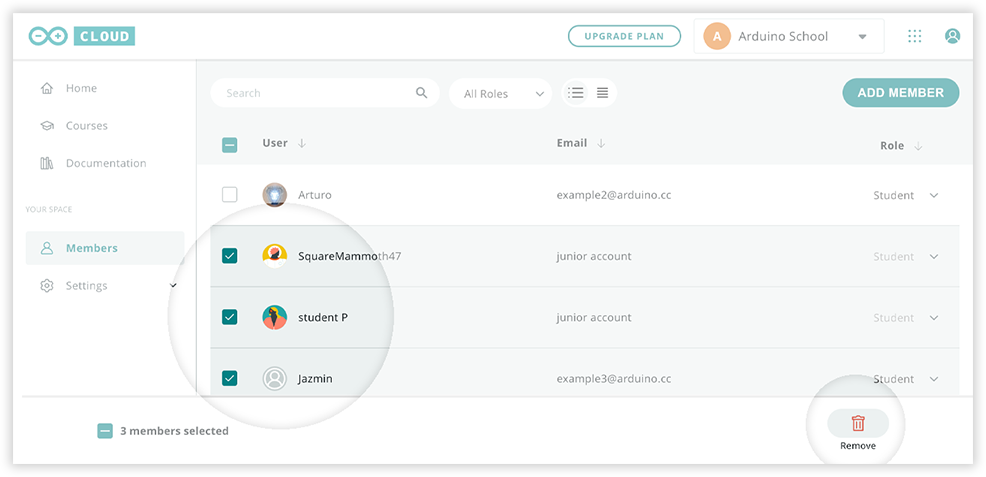 CLOUD
UPGRADE PLAN
A Arduino School
Home
Courses
Documentation
YOUR SPACE
Members
Settings
Search
All Roles
ADD MEMBER
User Email Role
Arturo example2@arduino.cc Student
SquareMammoth47 junior account Student
student P junior account Student
Jazmin example3@arduino.cc Student
3 members selected
Remove